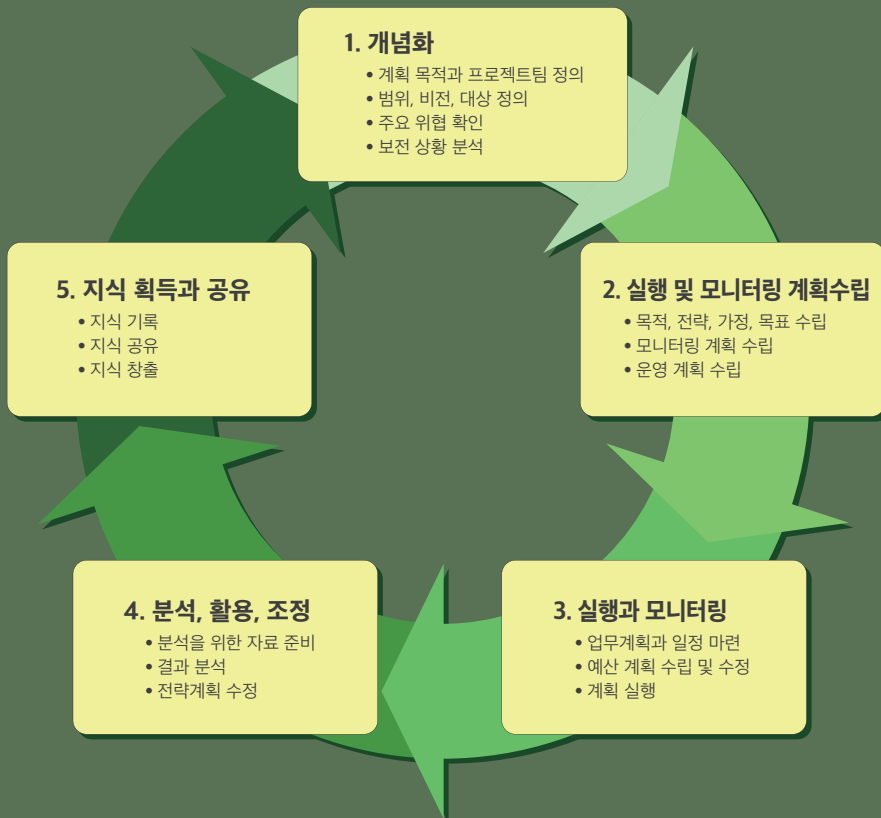 1. 개념화
• 계획 목적과 프로젝트팀 정의
• 범위, 비전, 대상 정의
• 주요 위협 확인
• 보전 상황 분석
2. 실행 및 모니터링 계획수립
• 목적, 전략, 가정, 목표 수립
• 모니터링 계획 수립
• 운영 계획 수립
3. 실행과 모니터링
• 업무계획과 일정 마련
• 예산 계획 수립 및 수정
• 계획 실행
4. 분석, 활용, 조정
• 분석을 위한 자료 준비
• 결과 분석
• 전략계획 수정
5. 지식 획득과 공유
• 지식 기록
• 지식 공유
• 지식 창출